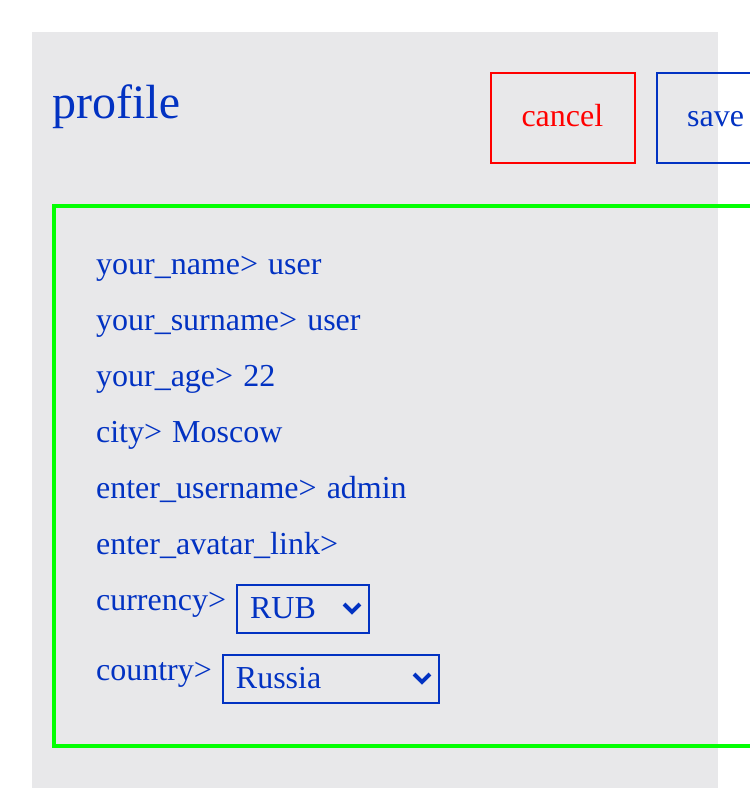 profile
cancel
save
your_name> user
your_surname> user
your_age> 22
city> Moscow
enter_username> admin
enter_avatar_link>
currency> RUB
country> Russia